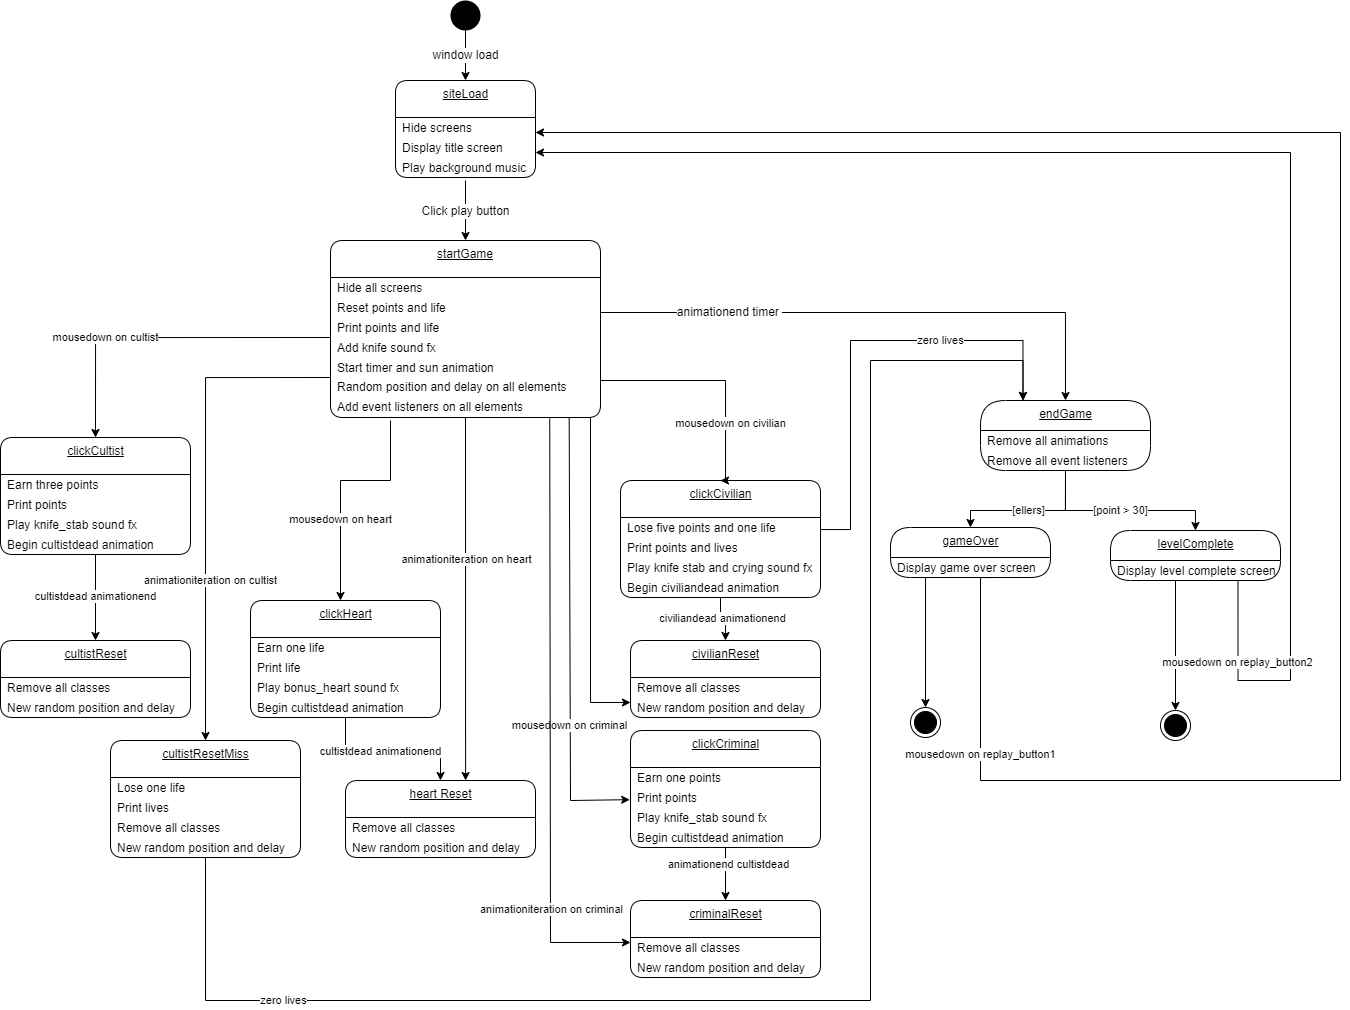 window load
siteLoad
Hide screens
Display title screen
Play background music
Click play button
startGame
Hide all screens
Reset points and life
Print points and life
Add knife sound fx
Start timer and sun animation
Random position and delay on all elements
Add event listeners on all elements
animationend timer
zero lives
mousedown on cultist
mousedown on civilian
endGame
Remove all animations
Remove all event listeners
[ellers]
[point > 30]
gameOver
Display game over screen
levelComplete
Display level complete screen
clickCultist
Earn three points
Print points
Play knife_stab sound fx
Begin cultistdead animation
cultistdead animationend
animationiteration on cultist
mousedown on heart
animationiteration on heart
clickCivilian
Lose five points and one life
Print points and lives
Play knife stab and crying sound fx
Begin civiliandead animation
civiliandead animationend
cultistReset
Remove all classes
New random position and delay
clickHeart
Earn one life
Print life
Play bonus_heart sound fx
Begin cultistdead animation
cultistdead animationend
civilianReset
Remove all classes
New random position and delay
mousedown on replay_button2
mousedown on criminal
mousedown on replay_button1
cultistResetMiss
Lose one life
Print lives
Remove all classes
New random position and delay
heart Reset
Remove all classes
New random position and delay
clickCriminal
Earn one points
Print points
Play knife_stab sound fx
Begin cultistdead animation
animationend cultistdead
animationiteration on criminal
criminalReset
Remove all classes
New random position and delay
zero lives